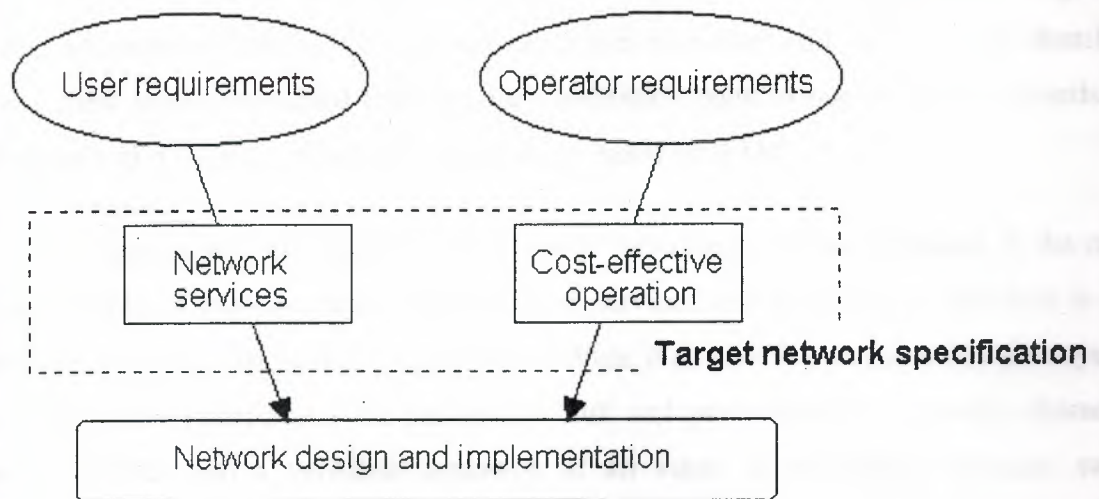 User requirements
Operator requirements
Network
services
Cost-effective
operation
Target network specification
Network design and implementation